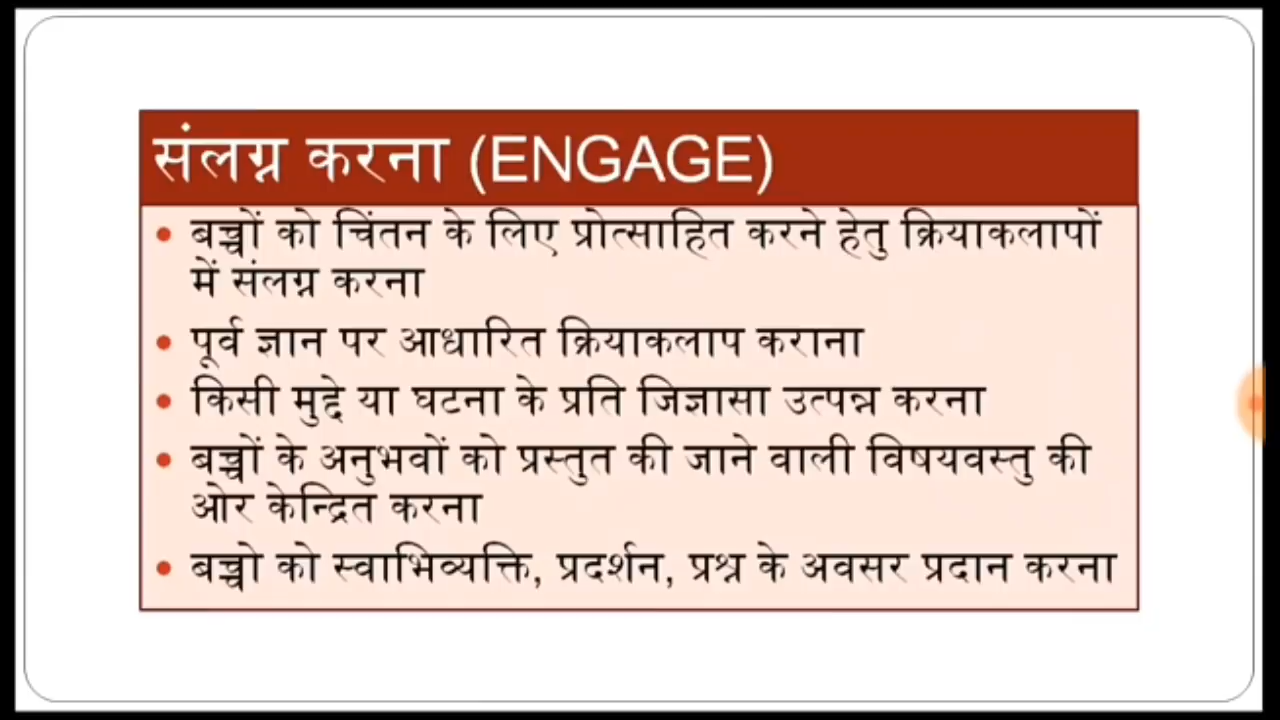 संलग्न करना (ENGAGE)
• बच्चों को चिंतन के लिए प्रोत्साहित करने हेतु क्रियाकलापों
में संलग्न करना
• पूर्व ज्ञान पर आधारित क्रियाकलाप कराना
• किसी मुद्दे या घटना के प्रति जिज्ञासा उत्पन्न करना
• बच्चों के अनुभवों को प्रस्तुत की जाने वाली विषयवस्तु की
ओर केन्द्रित करना
• बच्चो को स्वाभिव्यक्ति, प्रदर्शन, प्रश्न के अवसर प्रदान करना